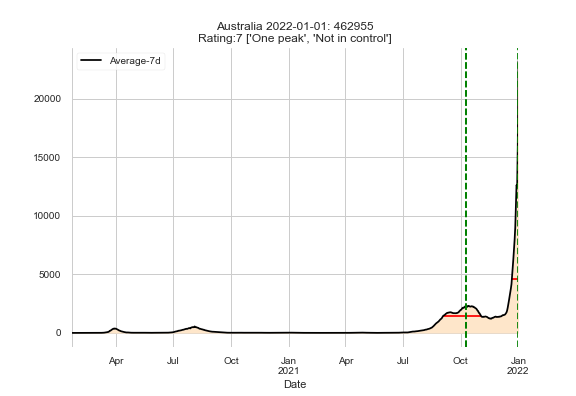 Australia 2022-01-01: 462955
Rating:7 ['One peak', 'Not in control']
Average-7d
20000
15000
10000
5000
0
Apr
Jul
Oct
Jan
2021
Apr
Jul
Oct
Jan
2022
Date